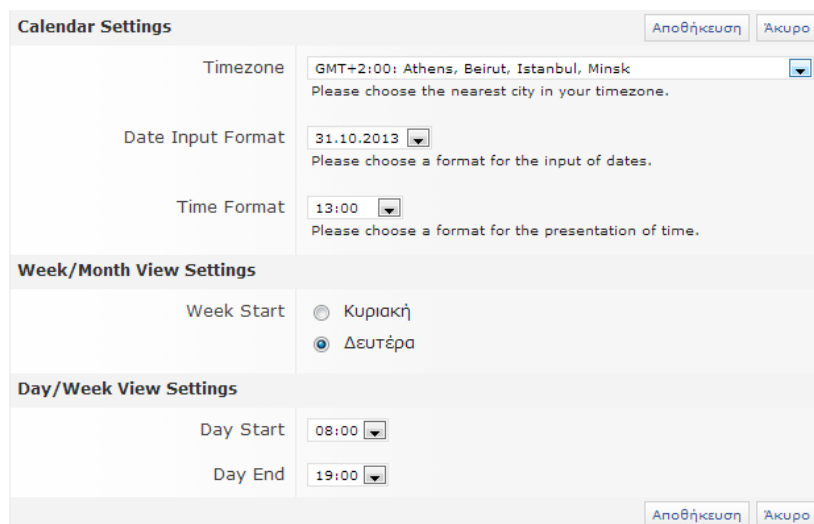 Calendar Settings Αποθήκευση Άκυρο
Timezone GMT+2:00: Athens, Beirut, Istanbul, Minsk
Please choose the nearest city in your timezone.
Date Input Format 31.10.2013
Please choose a format for the input of dates.
Time Format 13:00
Please choose a format for the presentation of time.
Week/Month View Settings
Week Start Κυριακή
Δευτέρα
Day/Week View Settings
Day Start 08:00
Day End 19:00
Αποθήκευση Άκυρο